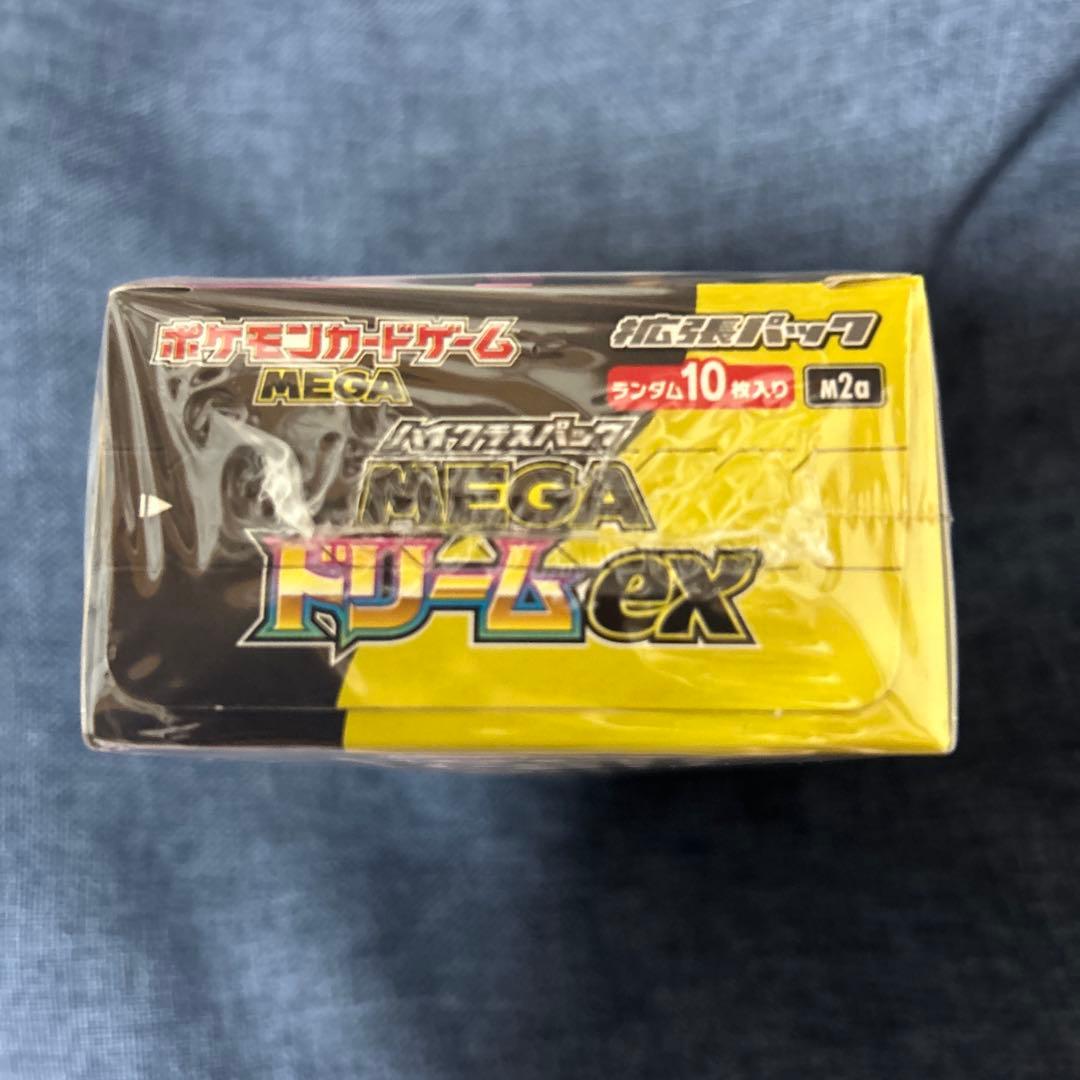 ポケモンカードゲーム
MEGA
拡張パック
ランダム10枚入り
M2a
ハイクラスパック
MEGA
ドリームex